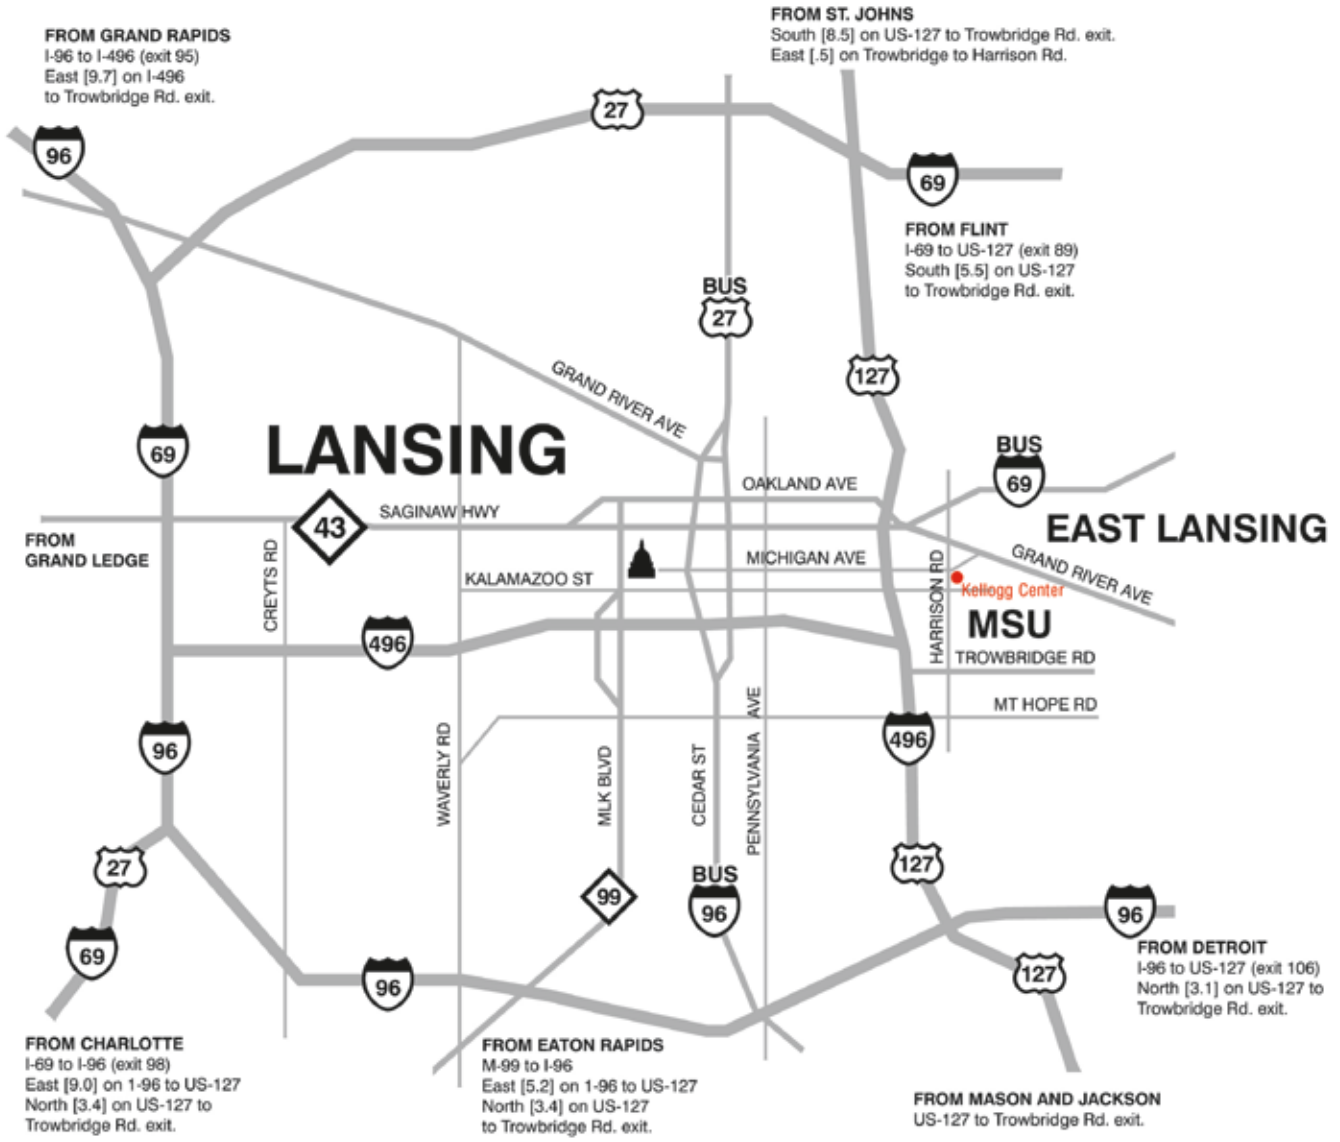 FROM GRAND RAPIDS
I-96 to I-496 (exit 95)
East [9.7] on I-496
to Trowbridge Rd. exit.
FROM ST. JOHNS
South [8.5] on US-127 to Trowbridge Rd. exit.
East [.5] on Trowbridge to Harrison Rd.
27
96
69
FROM FLINT
I-69 to US-127 (exit 89)
South [5.5] on US-127
to Trowbridge Rd. exit.
BUS
27
127
GRAND RIVER AVE
LANSING
69
BUS
69
OAKLAND AVE
SAGINAW HWY
43
EAST LANSING
FROM
GRAND LEDGE
MICHIGAN AVE
GRAND RIVER AVE
KALAMAZOO ST
CREYTS RD
HARRISON RD
Kellogg Center
MSU
496
TROWBRIDGE RD
MT HOPE RD
96
496
WAVERLY RD
MLK BLVD
CEDAR ST
PENNSYLVANIA AVE
27
127
BUS
96
99
96
69
96
127
FROM DETROIT
I-96 to US-127 (exit 106)
North [3.1] on US-127 to
Trowbridge Rd. exit.
FROM CHARLOTTE
I-69 to I-96 (exit 98)
East [9.0] on 1-96 to US-127
North [3.4] on US-127 to
Trowbridge Rd. exit.
FROM EATON RAPIDS
M-99 to I-96
East [5.2] on 1-96 to US-127
North [3.4] on US-127
to Trowbridge Rd. exit.
FROM MASON AND JACKSON
US-127 to Trowbridge Rd. exit.